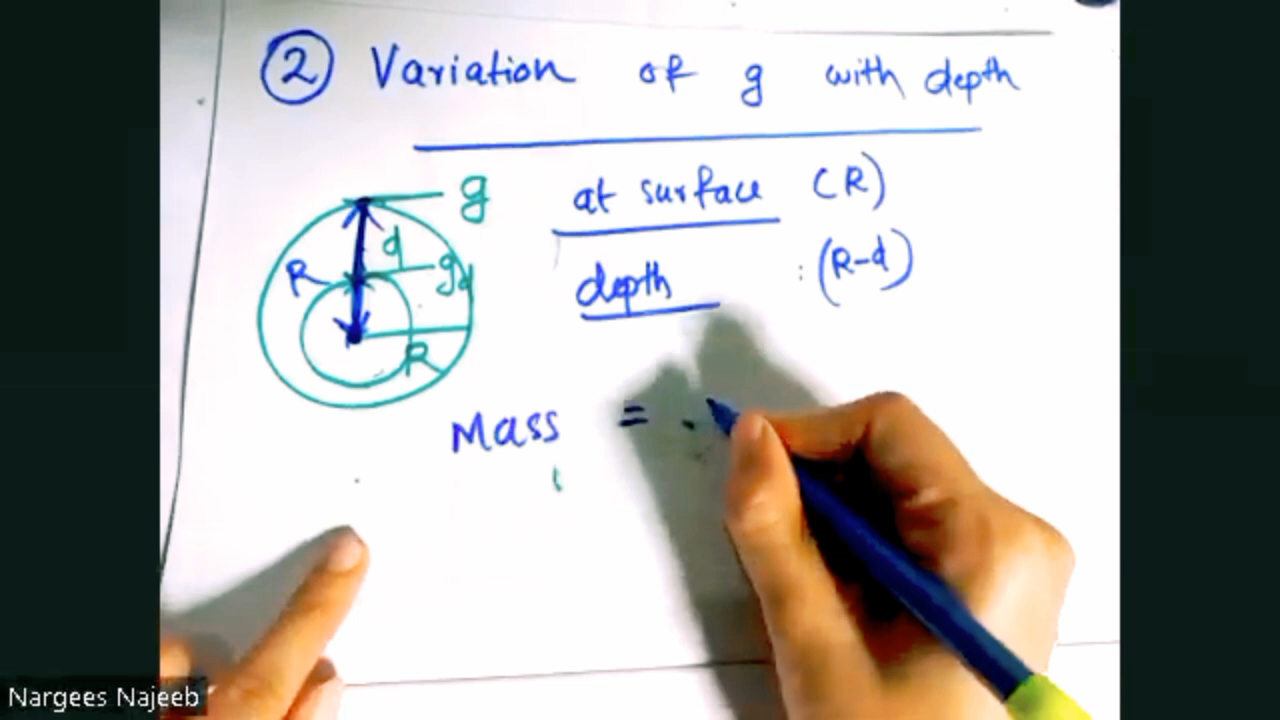 2 Variation of g with depth
g
at surface (R)
d
R
gd
depth : (R-d)
R
Mass = .
Nargees Najeeb